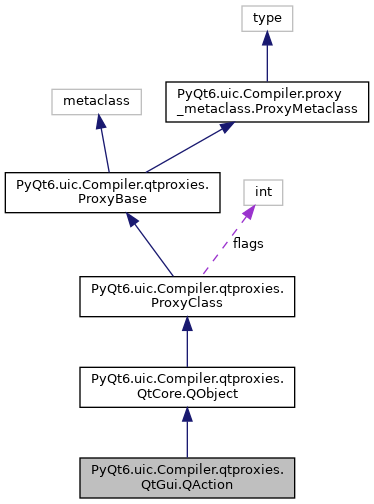 type
PyQt6.uic.Compiler.proxy
_metaclass.ProxyMetaclass
metaclass
PyQt6.uic.Compiler.qtproxies.
ProxyBase
int
flags
PyQt6.uic.Compiler.qtproxies.
ProxyClass
PyQt6.uic.Compiler.qtproxies.
QtCore.QObject
PyQt6.uic.Compiler.qtproxies.
QtGui.QAction